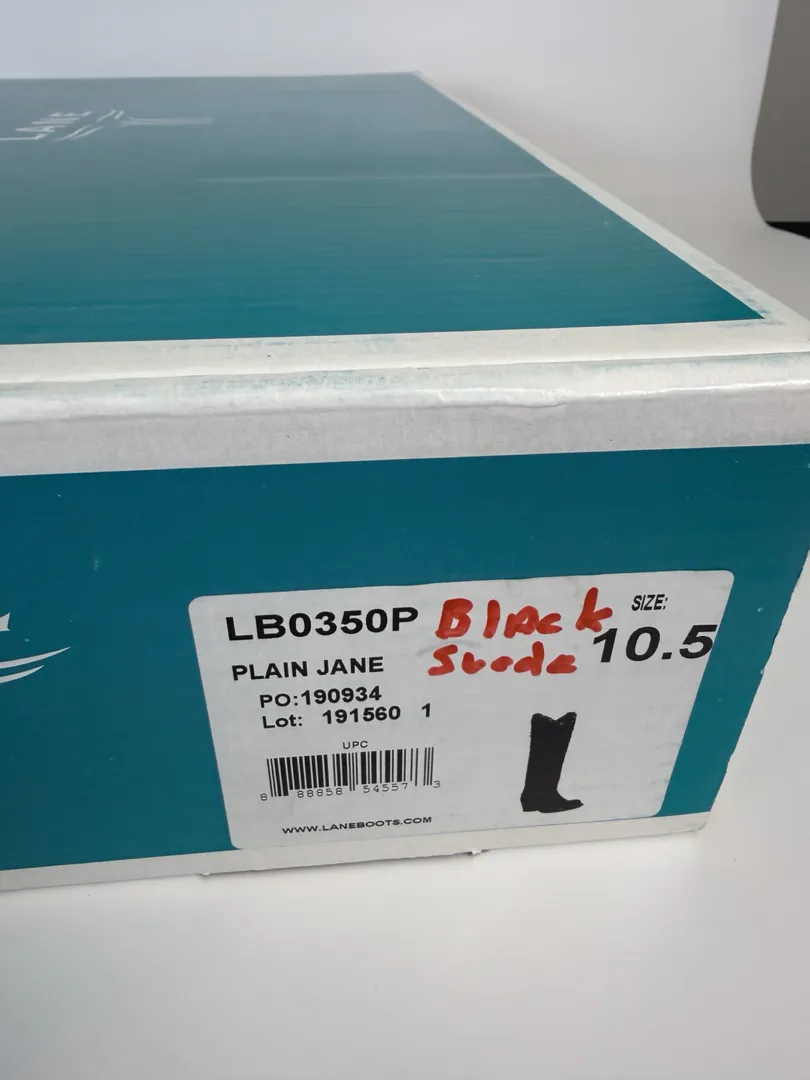 LANE
LB0350P Black SIZE:
PLAIN JANE Suede 10.5
PO:190934
Lot: 191560 1
UPC
8 88858 54557 3
WWW.LANEBOOTS.COM